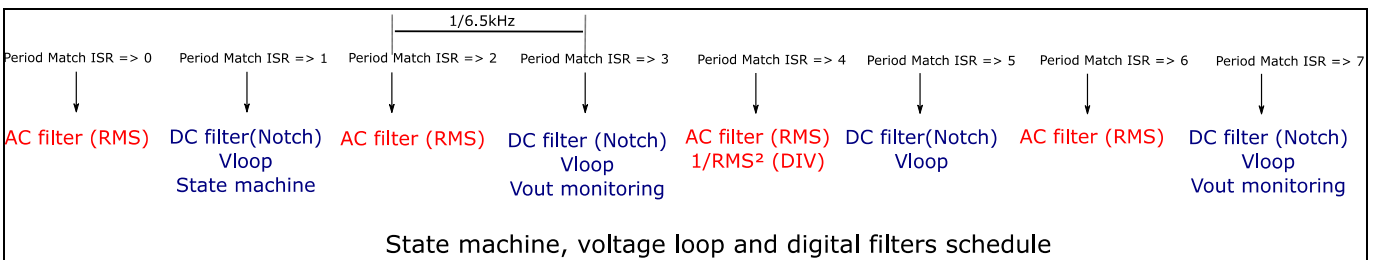 1/6.5kHz
Period Match ISR => 0 Period Match ISR => 1 Period Match ISR => 2 Period Match ISR => 3 Period Match ISR => 4 Period Match ISR => 5 Period Match ISR => 6 Period Match ISR => 7
AC filter (RMS) DC filter(Notch) AC filter (RMS) DC filter (Notch) AC filter (RMS) DC filter (Notch) AC filter (RMS) DC filter (Notch)
Vloop Vloop 1/RMS² (DIV) Vloop Vloop
State machine Vout monitoring Vout monitoring
State machine, voltage loop and digital filters schedule